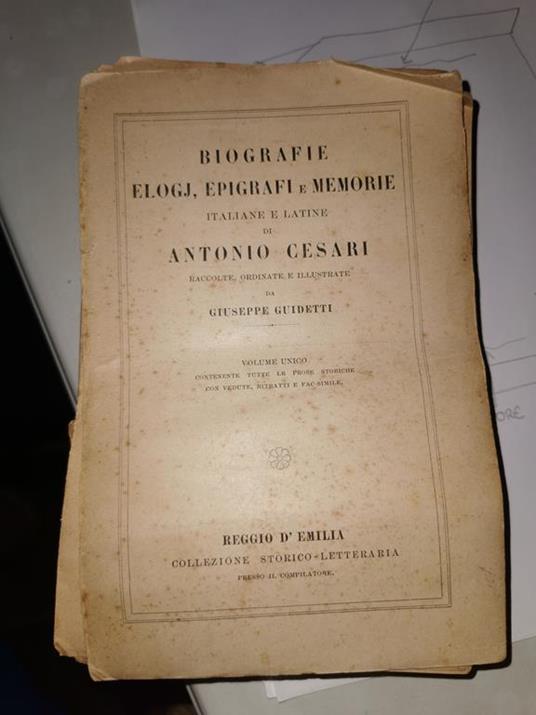 BIOGRAFIE
ELOGJ, EPIGRAFI E MEMORIE
ITALIANE E LATINE
DI
ANTONIO CESARI
RACCOLTE, ORDINATE E ILLUSTRATE
DA
GIUSEPPE GUIDETTI
VOLUME UNICO
CONTENENTE TUTTE LE PROSE STORICHE
CON VEDUTE, RITRATTI E FAC-SIMILE.
REGGIO D' EMILIA
COLLEZIONE STORICO-LETTERARIA
PRESSO IL COMPILATORE.